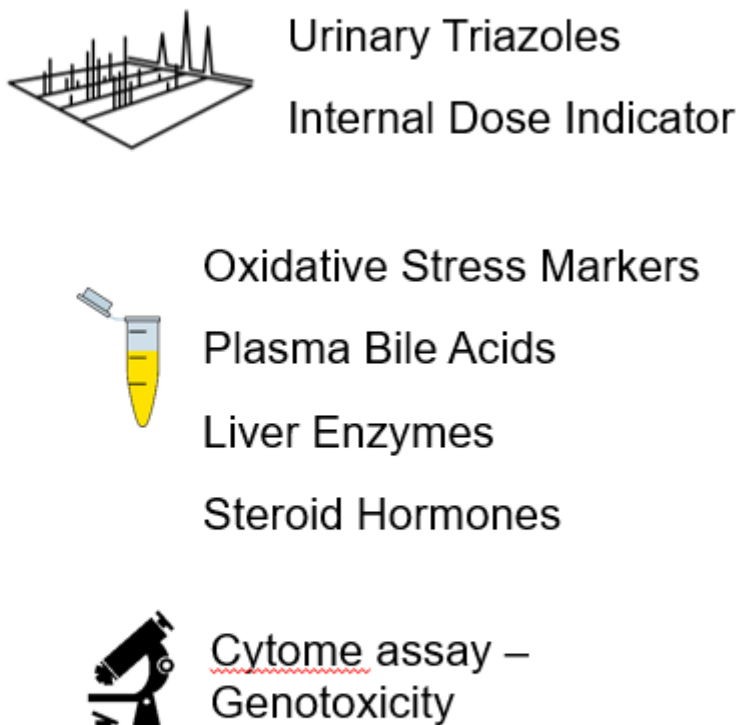 Urinary Triazoles
Internal Dose Indicator
Oxidative Stress Markers
Plasma Bile Acids
Liver Enzymes
Steroid Hormones
Cytome assay –
Genotoxicity